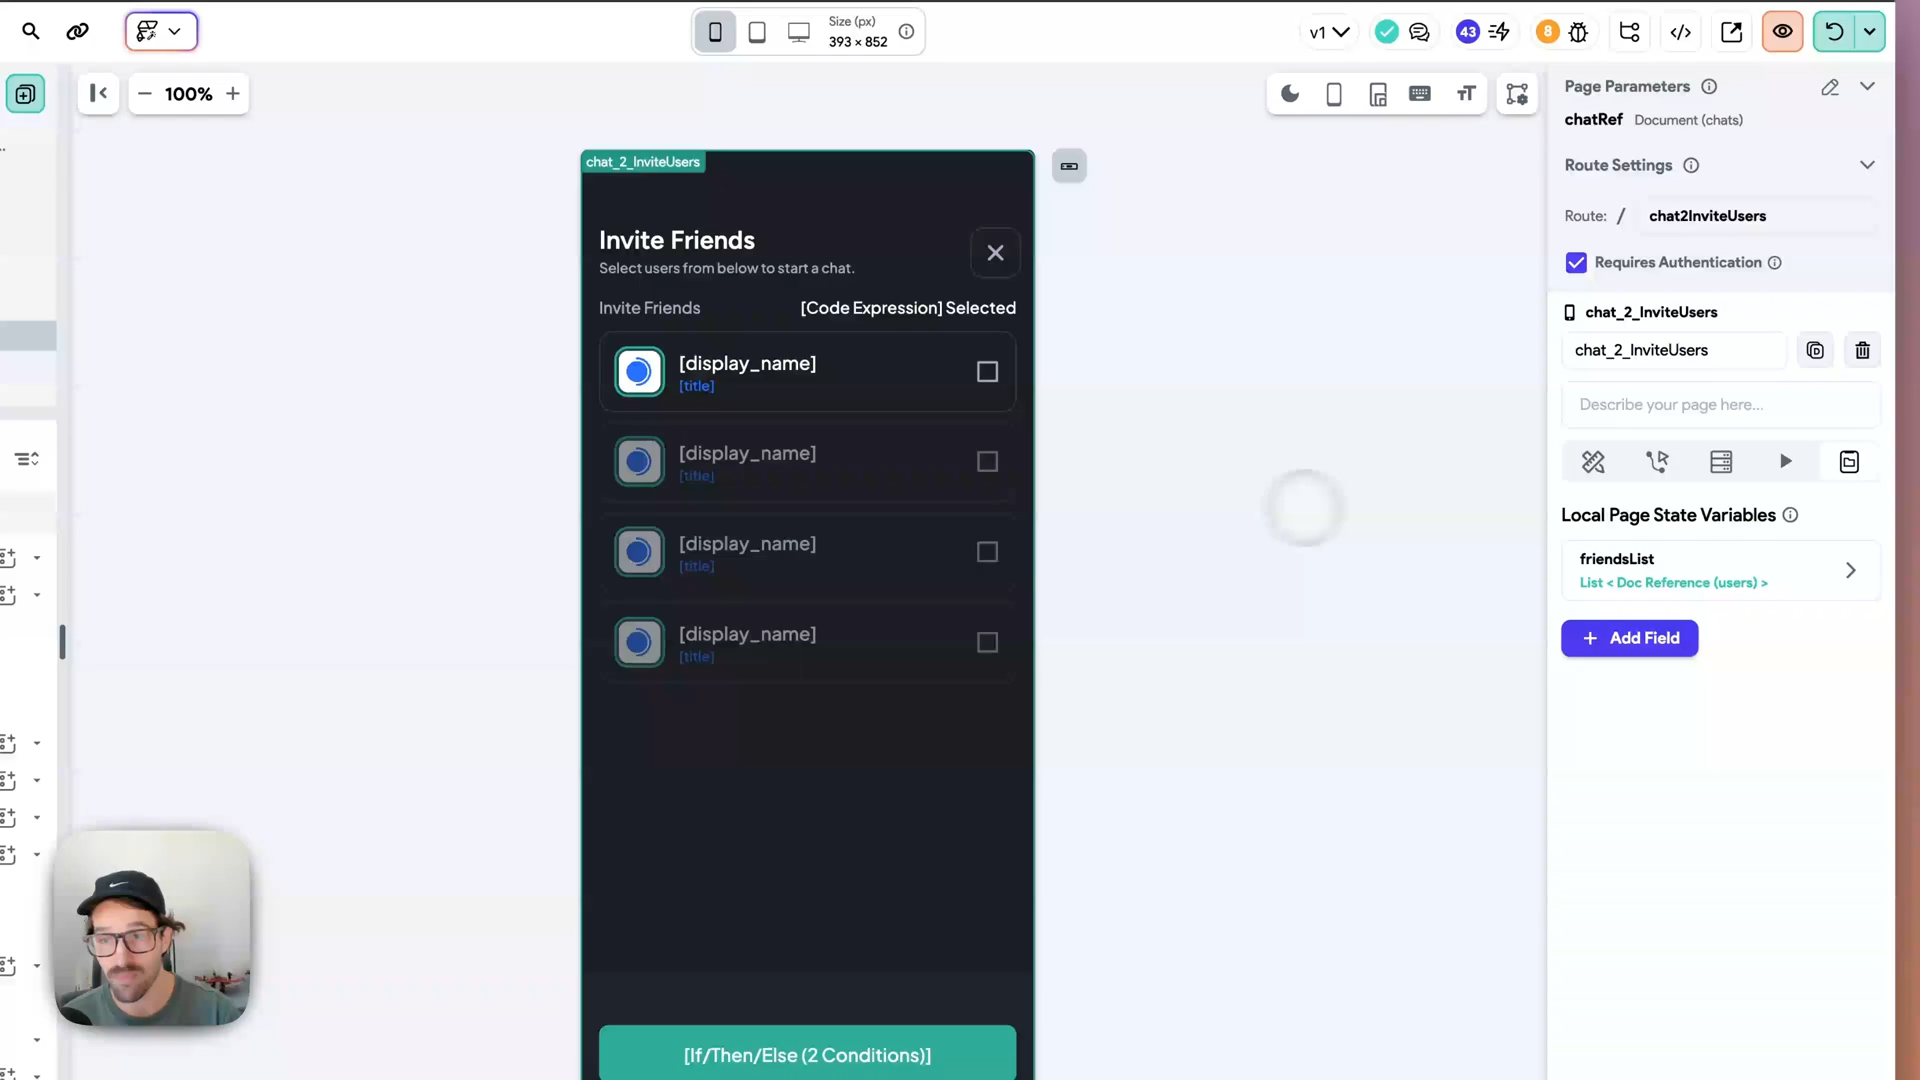 Size (px)
393 × 852
v1
43
8
100%
chat_2_InviteUsers
Invite Friends
Select users from below to start a chat.
Invite Friends
[Code Expression] Selected
[display_name]
[title]
[display_name]
[title]
[display_name]
[title]
[display_name]
[title]
[If/Then/Else (2 Conditions)]
Page Parameters
chatRef Document (chats)
Route Settings
Route: / chat2InviteUsers
Requires Authentication
chat_2_InviteUsers
chat_2_InviteUsers
Describe your page here...
Local Page State Variables
friendsList
List < Doc Reference (users) >
+ Add Field